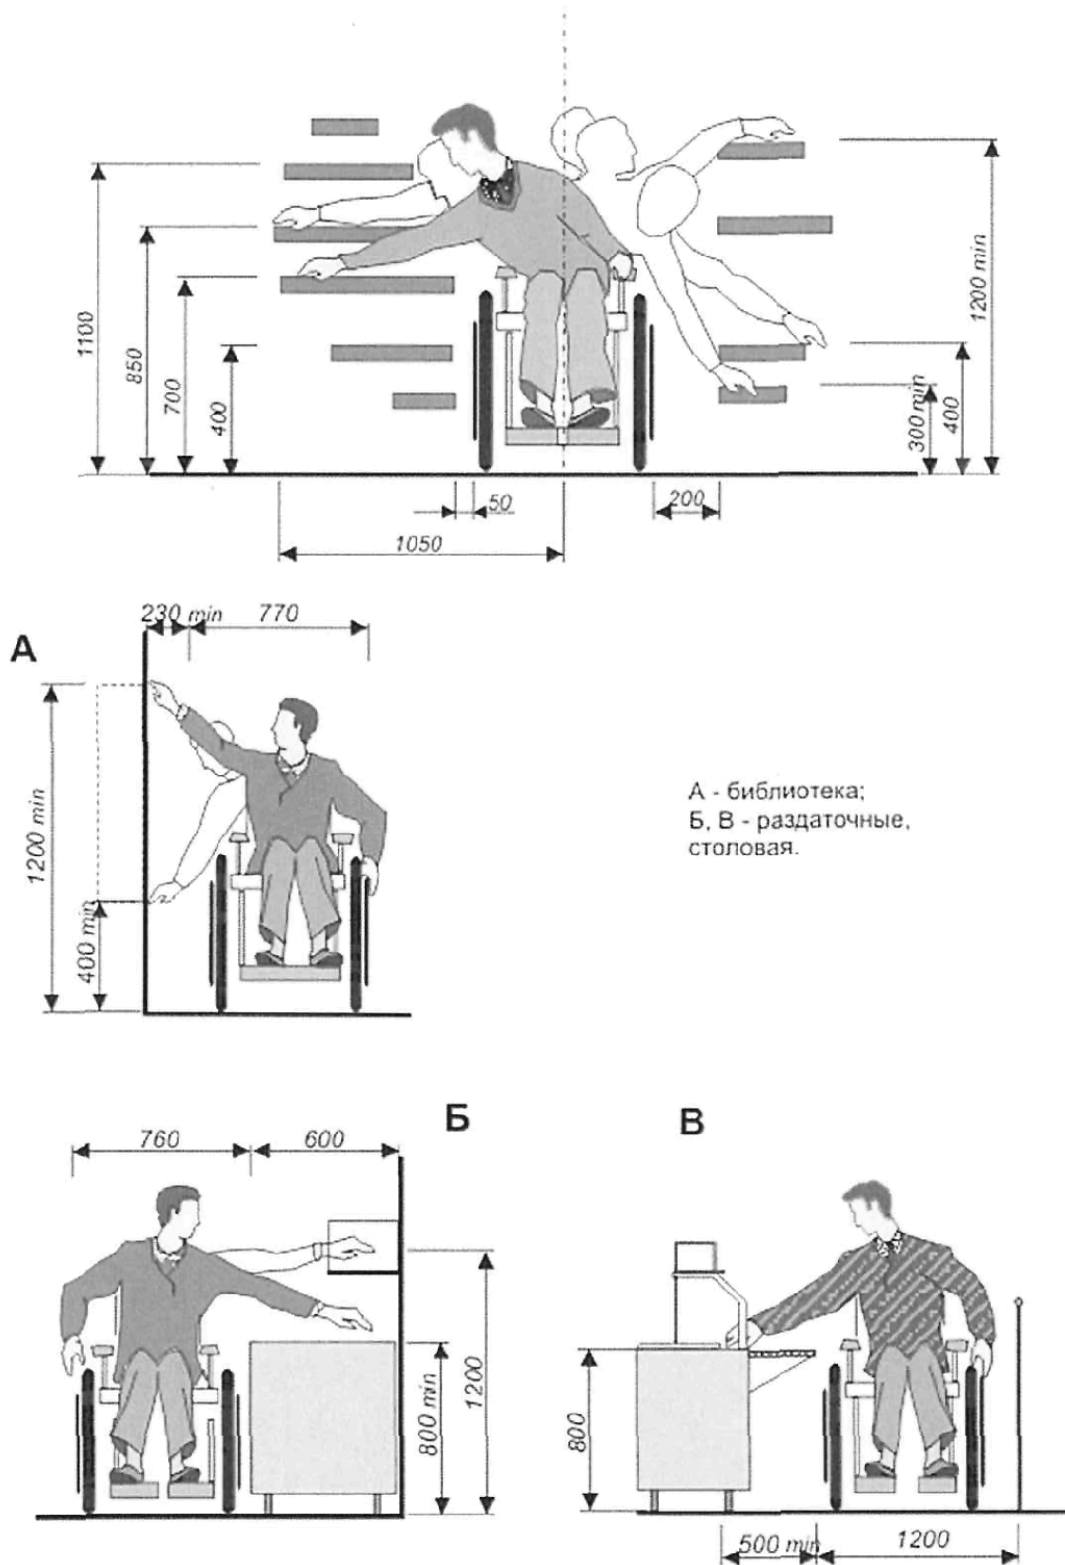 1100
850
700
400
1200 min
400
300 min
50
200
1050
230 min
770
А
1200 min
400 min
А - библиотека;
Б, В - раздаточные,
столовая.
Б
В
760
600
800 min
1200
800
500 min
1200